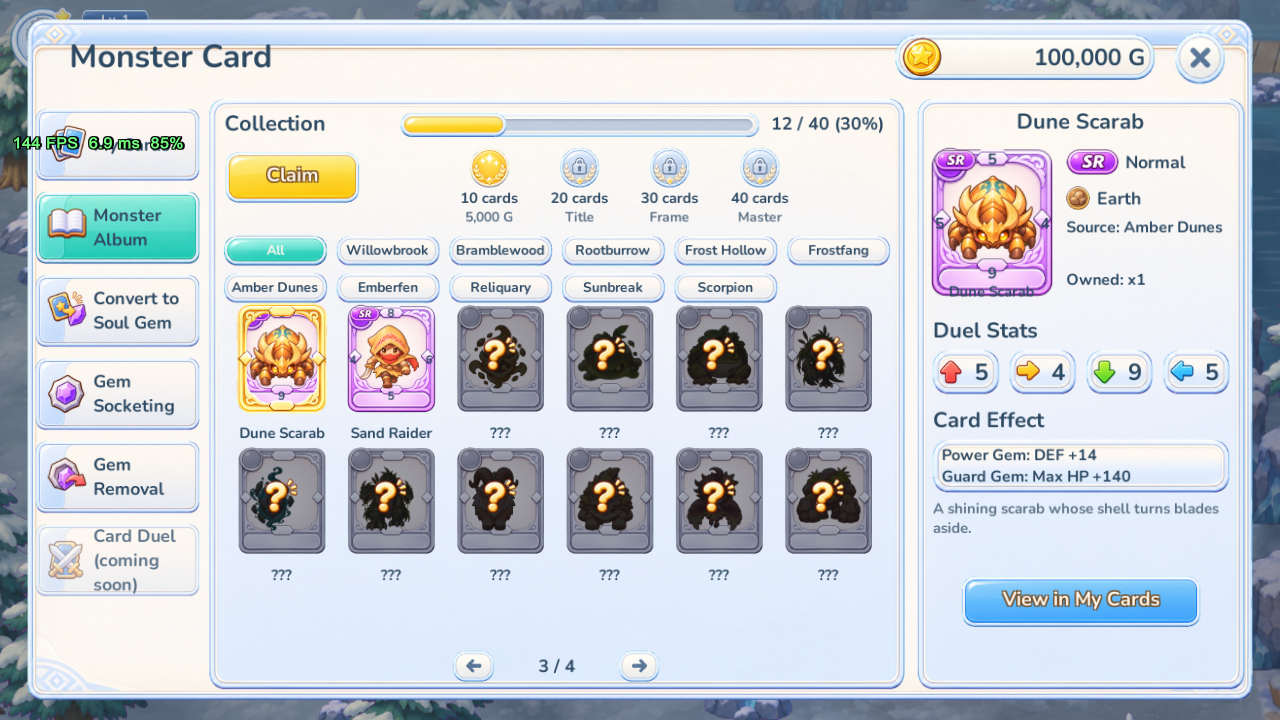 Lv.1
Monster Card
100,000 G
144 FPS 6.9 ms 85%
Monster
Album
Convert to
Soul Gem
Gem
Socketing
Gem
Removal
Card Duel
(coming
soon)
Collection
12 / 40 (30%)
Claim
10 cards
5,000 G
20 cards
Title
30 cards
Frame
40 cards
Master
All
Willowbrook
Bramblewood
Rootburrow
Frost Hollow
Frostfang
Amber Dunes
Emberfen
Reliquary
Sunbreak
Scorpion
9
SR
8
5
?
?
?
?
Dune Scarab
Sand Raider
???
???
???
???
?
?
?
?
?
?
???
???
???
???
???
???
3 / 4
Dune Scarab
SR
5
5
4
9
Dune Scarab
SR Normal
Earth
Source: Amber Dunes
Owned: x1
Duel Stats
5
4
9
5
Card Effect
Power Gem: DEF +14
Guard Gem: Max HP +140
A shining scarab whose shell turns blades
aside.
View in My Cards